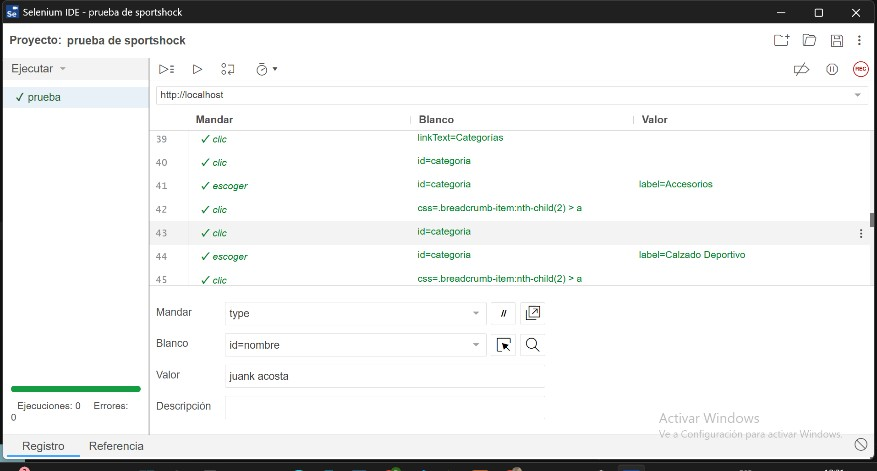 Selenium IDE - prueba de sportshock
Proyecto: prueba de sportshock
Ejecutar
✓ prueba
http://localhost
Mandar Blanco Valor
39 ✓ clic linkText=Categorías
40 ✓ clic id=categoria
41 ✓ escoger id=categoria label=Accesorios
42 ✓ clic css=.breadcrumb-item:nth-child(2) > a
43 ✓ clic id=categoria
44 ✓ escoger id=categoria label=Calzado Deportivo
45 ✓ clic css=.breadcrumb-item:nth-child(2) > a
Mandar type //
Blanco id=nombre
Valor juank acosta
Descripción
Ejecuciones: 0 Errores:
0
Activar Windows
Ve a Configuración para activar Windows.
Registro Referencia
REC